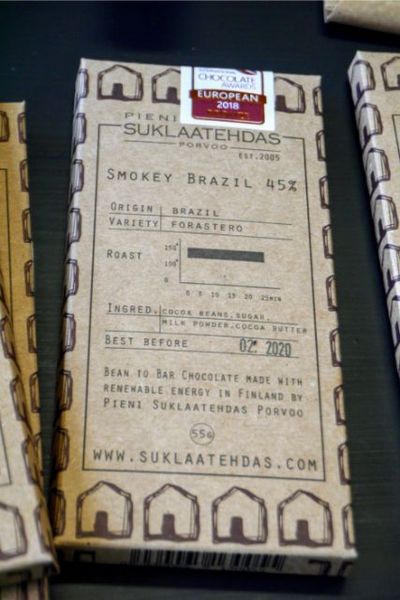 INTERNATIONAL
CHOCOLATE
AWARDS
EUROPEAN
2018
PIENI
SUKLAATEHDAS
PORVOO
EST.2005
SMOKEY BRAZIL 45%
ORIGIN BRAZIL
VARIETY FORASTERO
ROAST
150°
100°
0
0 5 10 15 20 25MIN
INGRED. COCOA BEANS, SUGAR,
MILK POWDER, COCOA BUTTER
BEST BEFORE 02. 2020
BEAN TO BAR CHOCOLATE MADE WITH
RENEWABLE ENERGY IN FINLAND BY
PIENI SUKLAATEHDAS PORVOO
55G
WWW.SUKLAATEHDAS.COM